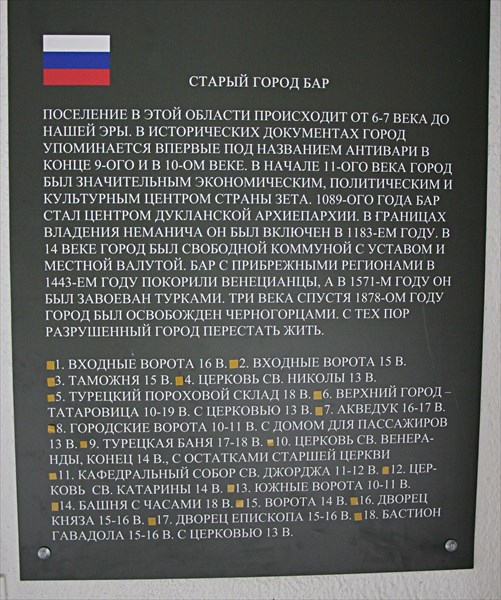 СТАРЫЙ ГОРОД БАР
ПОСЕЛЕНИЕ В ЭТОЙ ОБЛАСТИ ПРОИСХОДИТ ОТ 6-7 ВЕКА ДО
НАШЕЙ ЭРЫ. В ИСТОРИЧЕСКИХ ДОКУМЕНТАХ ГОРОД
УПОМИНАЕТСЯ ВПЕРВЫЕ ПОД НАЗВАНИЕМ АНТИВАРИ В
КОНЦЕ 9-ОГО И В 10-ОМ ВЕКЕ. В НАЧАЛЕ 11-ОГО ВЕКА ГОРОД
БЫЛ ЗНАЧИТЕЛЬНЫМ ЭКОНОМИЧЕСКИМ, ПОЛИТИЧЕСКИМ И
КУЛЬТУРНЫМ ЦЕНТРОМ СТРАНЫ ЗЕТА. 1089-ОГО ГОДА БАР
СТАЛ ЦЕНТРОМ ДУКЛАНСКОЙ АРХИЕПАРХИИ. В ГРАНИЦАХ
ВЛАДЕНИЯ НЕМАНИЧА ОН БЫЛ ВКЛЮЧЕН В 1183-ЕМ ГОДУ. В
14 ВЕКЕ ГОРОД БЫЛ СВОБОДНОЙ КОММУНОЙ С УСТАВОМ И
МЕСТНОЙ ВАЛУТОЙ. БАР С ПРИБРЕЖНЫМИ РЕГИОНАМИ В
1443-ЕМ ГОДУ ПОКОРИЛИ ВЕНЕЦИАНЦЫ, А В 1571-М ГОДУ ОН
БЫЛ ЗАВОЕВАН ТУРКАМИ. ТРИ ВЕКА СПУСТЯ 1878-ОМ ГОДУ
ГОРОД БЫЛ ОСВОБОЖДЕН ЧЕРНОГОРЦАМИ. С ТЕХ ПОР
РАЗРУШЕННЫЙ ГОРОД ПЕРЕСТАТЬ ЖИТЬ.
1. ВХОДНЫЕ ВОРОТА 16 В. 2. ВХОДНЫЕ ВОРОТА 15 В.
3. ТАМОЖНЯ 15 В. 4. ЦЕРКОВЬ СВ. НИКОЛЫ 13 В.
5. ТУРЕЦКИЙ ПОРОХОВОЙ СКЛАД 18 В. 6. ВЕРХНИЙ ГОРОД –
ТАТАРОВИЦА 10-19 В. С ЦЕРКОВЬЮ 13 В. 7. АКВЕДУК 16-17 В.
8. ГОРОДСКИЕ ВОРОТА 10-11 В. С ДОМОМ ДЛЯ ПАССАЖИРОВ
13 В. 9. ТУРЕЦКАЯ БАНЯ 17-18 В. 10. ЦЕРКОВЬ СВ. ВЕНЕРА-
НДЫ, КОНЕЦ 14 В., С ОСТАТКАМИ СТАРШЕЙ ЦЕРКВИ
11. КАФЕДРАЛЬНЫЙ СОБОР СВ. ДЖОРДЖА 11-12 В. 12. ЦЕР-
КОВЬ СВ. КАТАРИНЫ 14 В. 13. ЮЖНЫЕ ВОРОТА 10-11 В.
14. БАШНЯ С ЧАСАМИ 18 В. 15. ВОРОТА 14 В. 16. ДВОРЕЦ
КНЯЗА 15-16 В. 17. ДВОРЕЦ ЕПИСКОПА 15-16 В. 18. БАСТИОН
ГАВАДОЛА 15-16 В. С ЦЕРКОВЬЮ 13 В.